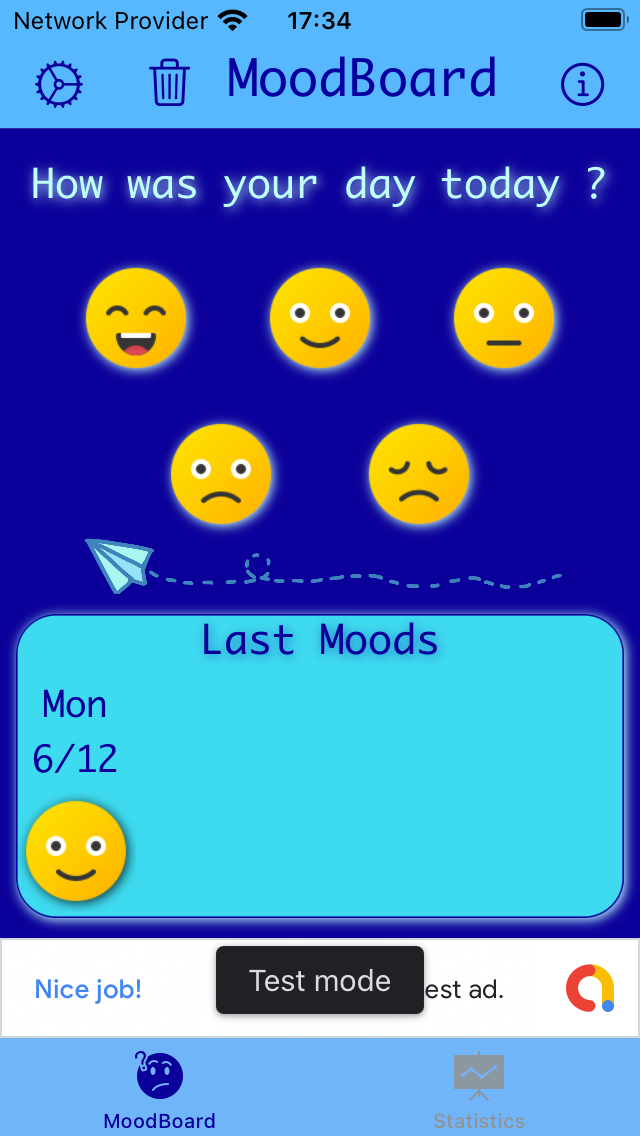 Network Provider 17:34
MoodBoard
How was your day today ?
Last Moods
Mon
6/12
Nice job! Test mode est ad.
MoodBoard Statistics